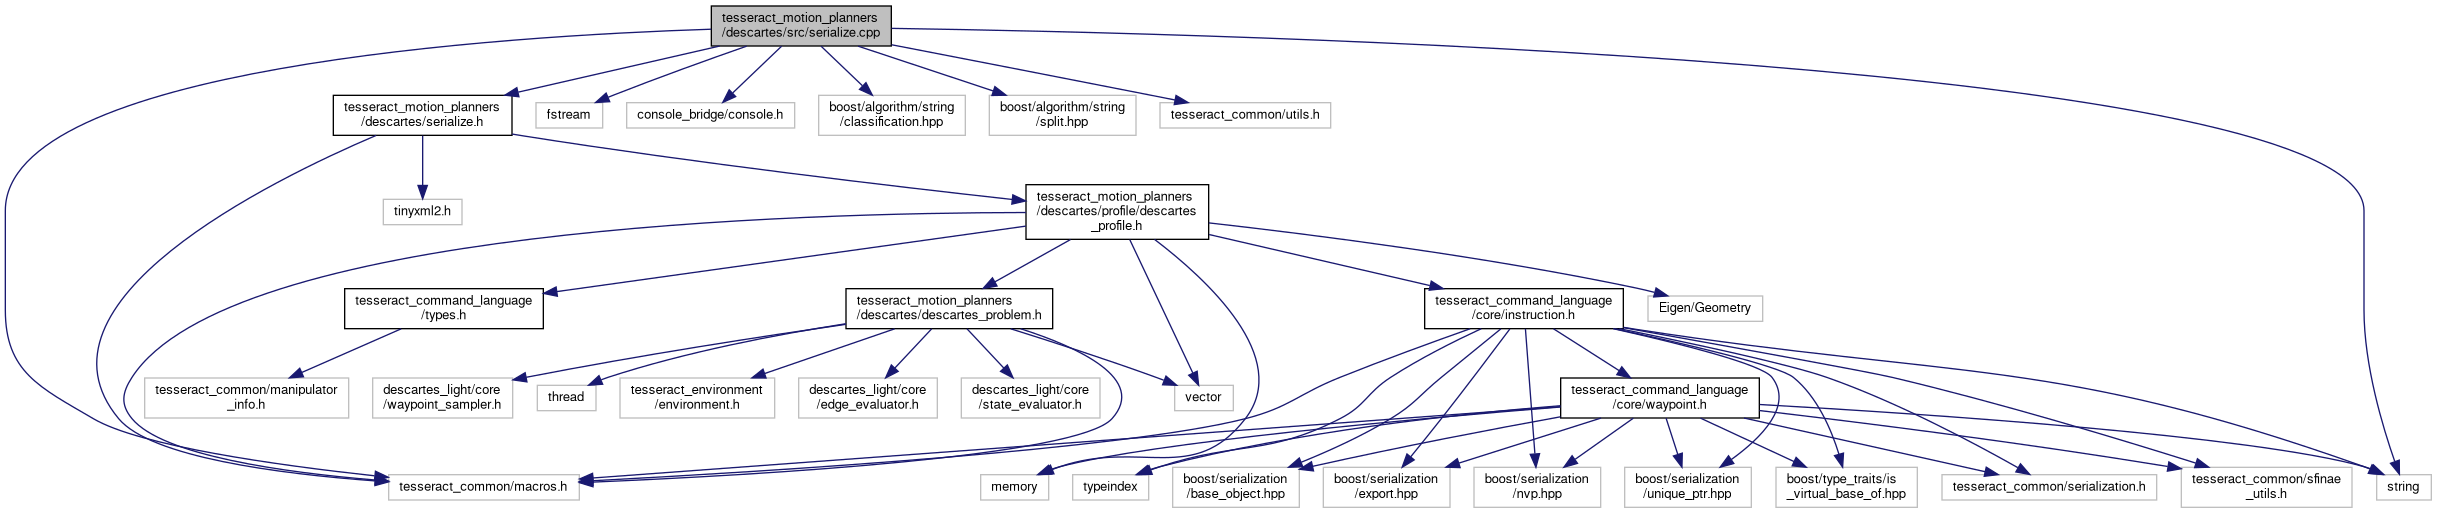 tesseract_motion_planners
/descartes/src/serialize.cpp
tesseract_motion_planners
/descartes/serialize.h
fstream
console_bridge/console.h
boost/algorithm/string
/classification.hpp
boost/algorithm/string
/split.hpp
tesseract_common/utils.h
tinyxml2.h
tesseract_motion_planners
/descartes/profile/descartes
_profile.h
tesseract_command_language
/types.h
tesseract_motion_planners
/descartes/descartes_problem.h
tesseract_command_language
/core/instruction.h
Eigen/Geometry
tesseract_common/manipulator
_info.h
descartes_light/core
/waypoint_sampler.h
thread
tesseract_environment
/environment.h
descartes_light/core
/edge_evaluator.h
descartes_light/core
/state_evaluator.h
vector
tesseract_command_language
/core/waypoint.h
tesseract_common/macros.h
memory
typeindex
boost/serialization
/base_object.hpp
boost/serialization
/export.hpp
boost/serialization
/nvp.hpp
boost/serialization
/unique_ptr.hpp
boost/type_traits/is
_virtual_base_of.hpp
tesseract_common/serialization.h
tesseract_common/sfinae
_utils.h
string